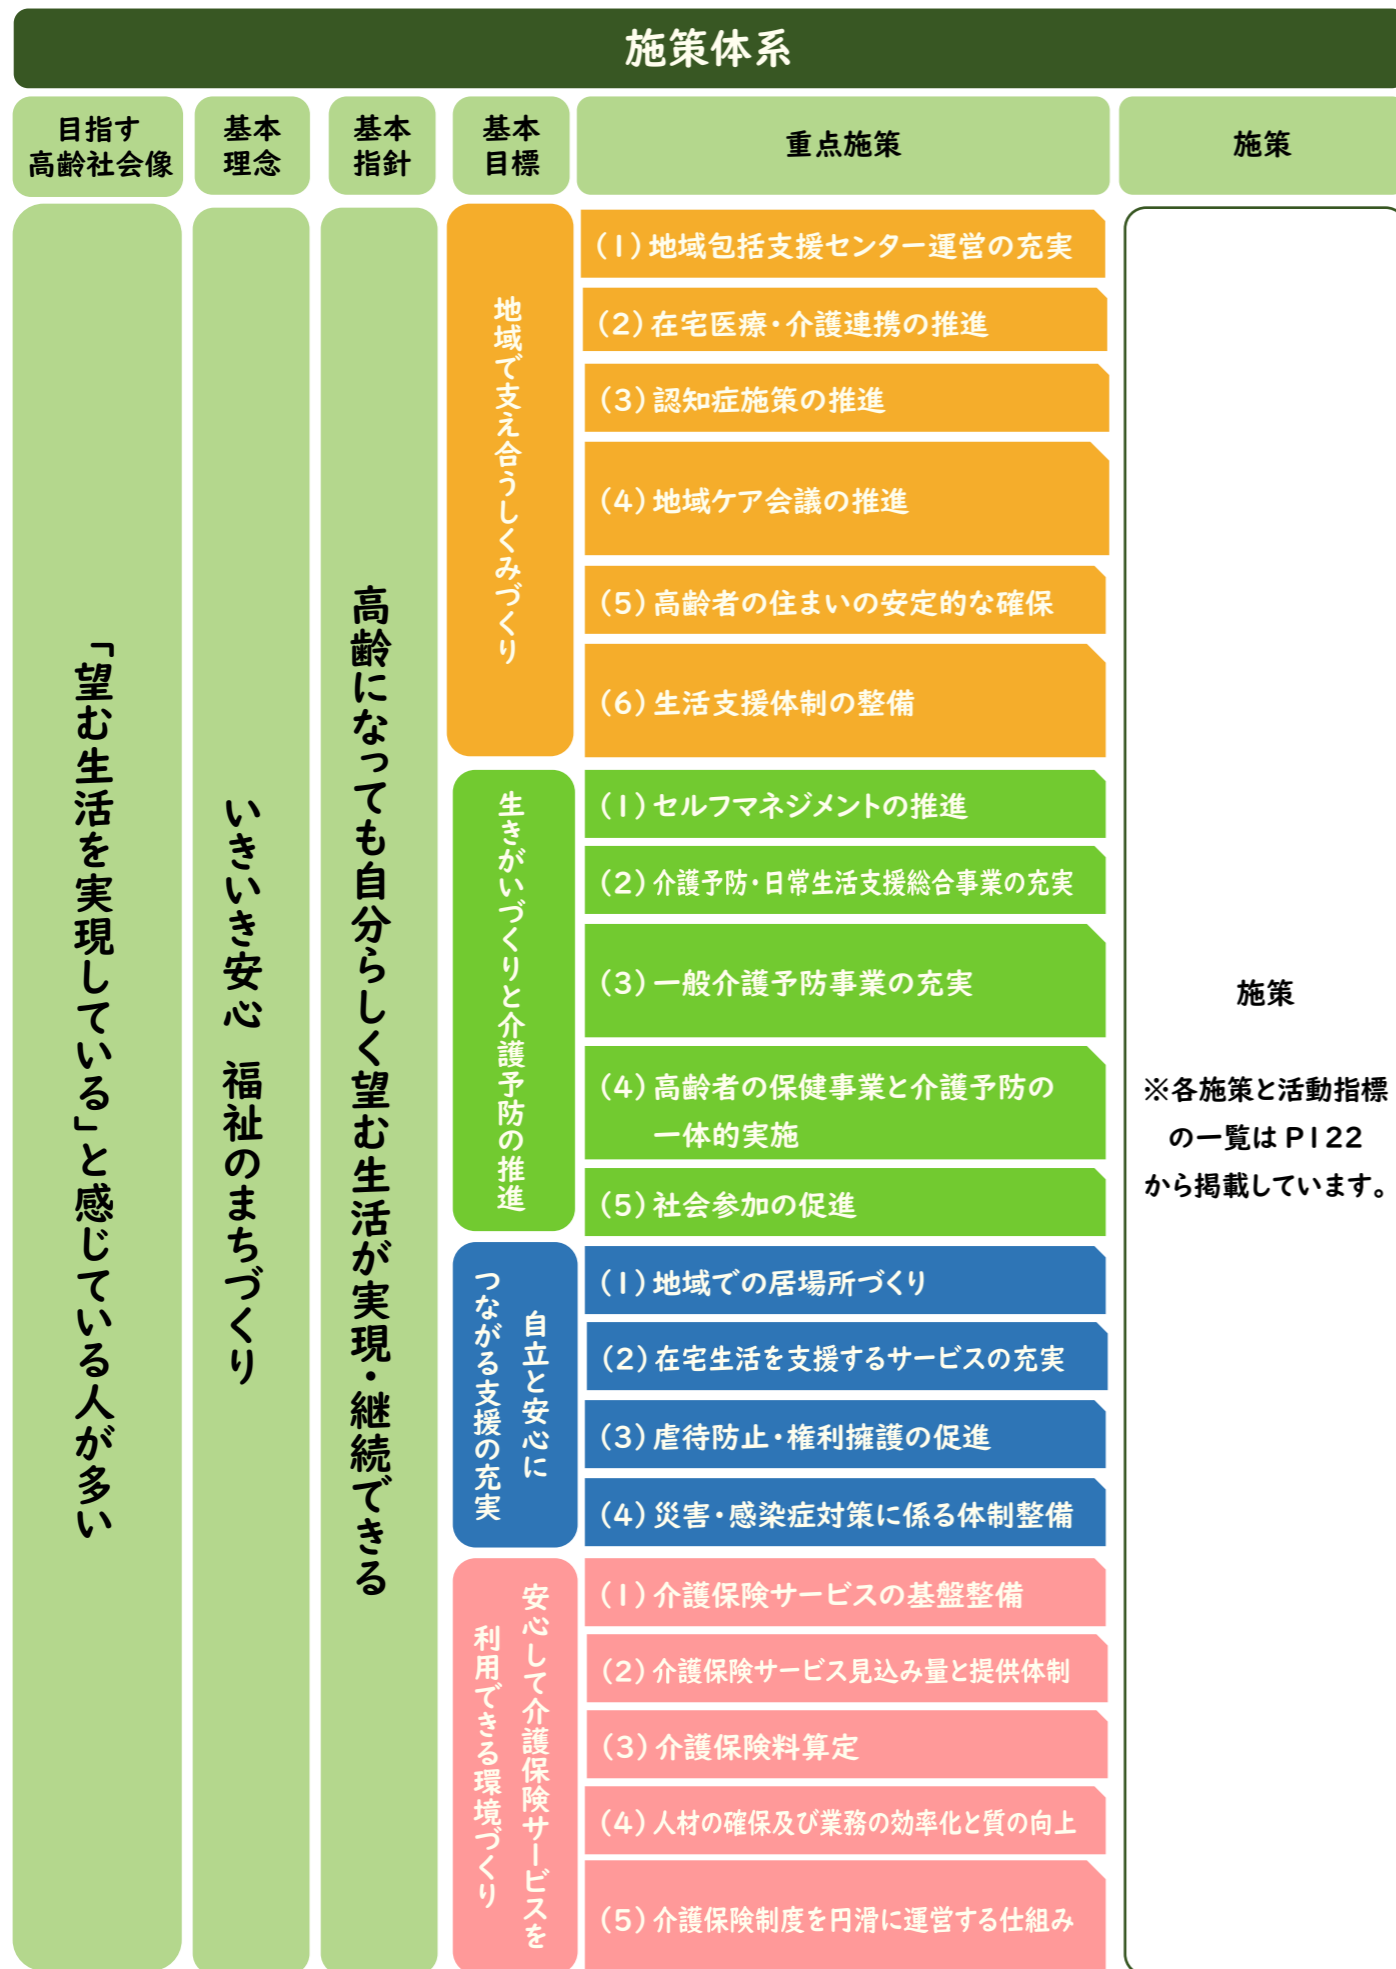 施策体系
目指す
高齢社会像
基本
理念
基本
指針
基本
目標
重点施策
施策
「望む生活を実現している」と感じている人が多い
いきいき安心 福祉のまちづくり
高齢になっても自分らしく望む生活が実現・継続できる
地域で支え合うしくみづくり
(1)地域包括支援センター運営の充実
(2)在宅医療・介護連携の推進
(3)認知症施策の推進
(4)地域ケア会議の推進
(5)高齢者の住まいの安定的な確保
(6)生活支援体制の整備
生きがいづくりと介護予防の推進
(1)セルフマネジメントの推進
(2)介護予防・日常生活支援総合事業の充実
(3)一般介護予防事業の充実
(4)高齢者の保健事業と介護予防の
一体的実施
(5)社会参加の促進
自立と安心に
つながる支援の充実
(1)地域での居場所づくり
(2)在宅生活を支援するサービスの充実
(3)虐待防止・権利擁護の促進
(4)災害・感染症対策に係る体制整備
安心して介護保険サービスを
利用できる環境づくり
(1)介護保険サービスの基盤整備
(2)介護保険サービス見込み量と提供体制
(3)介護保険料算定
(4)人材の確保及び業務の効率化と質の向上
(5)介護保険制度を円滑に運営する仕組み
施策
※各施策と活動指標
の一覧はP122
から掲載しています。